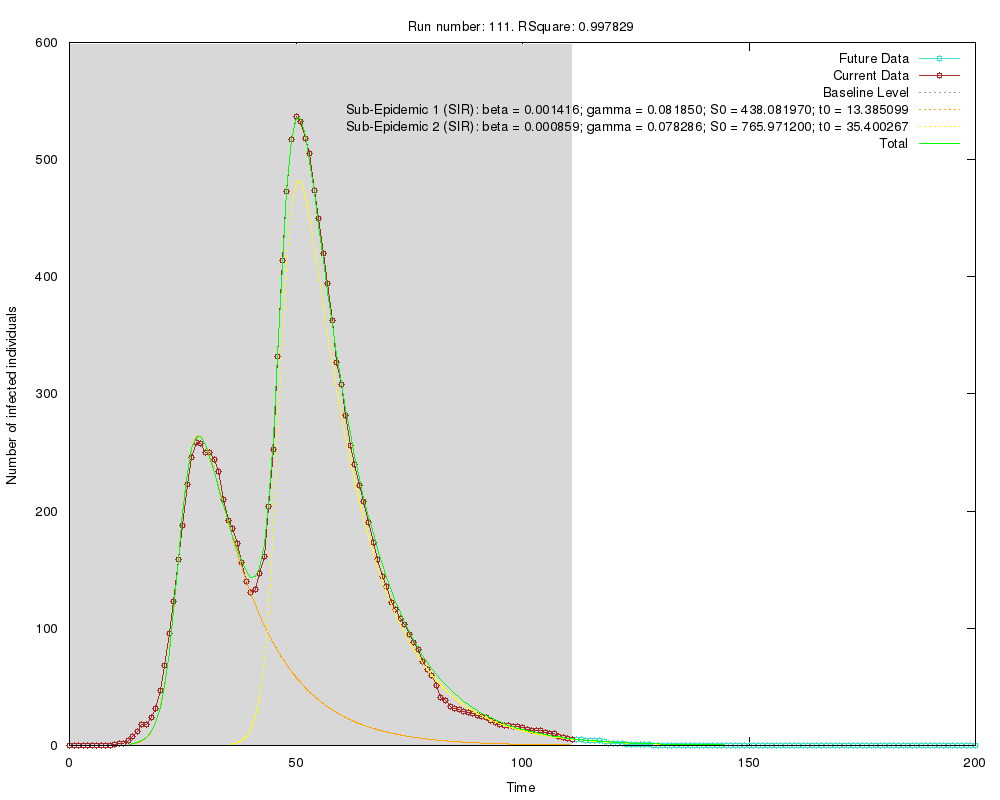 Run number: 111. RSquare: 0.997829
600
500
400
300
200
100
0
Number of infected individuals
Future Data
Current Data
Baseline Level
Sub-Epidemic 1 (SIR): beta = 0.001416; gamma = 0.081850; S0 = 438.081970; t0 = 13.385099
Sub-Epidemic 2 (SIR): beta = 0.000859; gamma = 0.078286; S0 = 765.971200; t0 = 35.400267
Total
0 50 100 150 200
Time